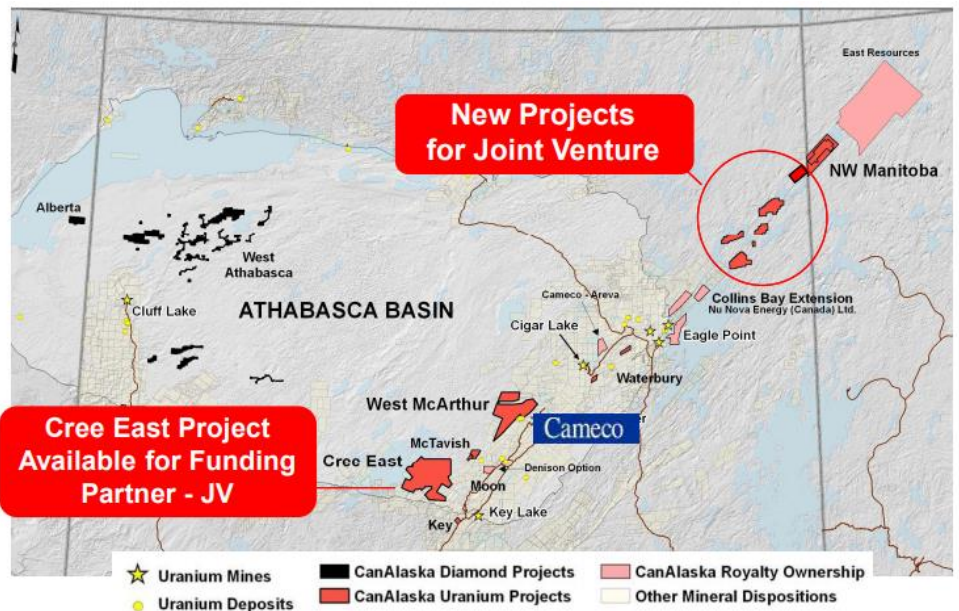 East Resources
New Projects
for Joint Venture
NW Manitoba
Alberta
West
Athabasca
Cluff Lake
ATHABASCA BASIN
Cameco - Areva
Collins Bay Extension
Nu Nova Energy (Canada) Ltd.
Cigar Lake
Eagle Point
Waterbury
West McArthur
Cameco
Cree East Project
Available for Funding
Partner - JV
McTavish
Cree East
Denison Option
Moon
Key Lake
Key
Uranium Mines
CanAlaska Diamond Projects
CanAlaska Royalty Ownership
Uranium Deposits
CanAlaska Uranium Projects
Other Mineral Dispositions